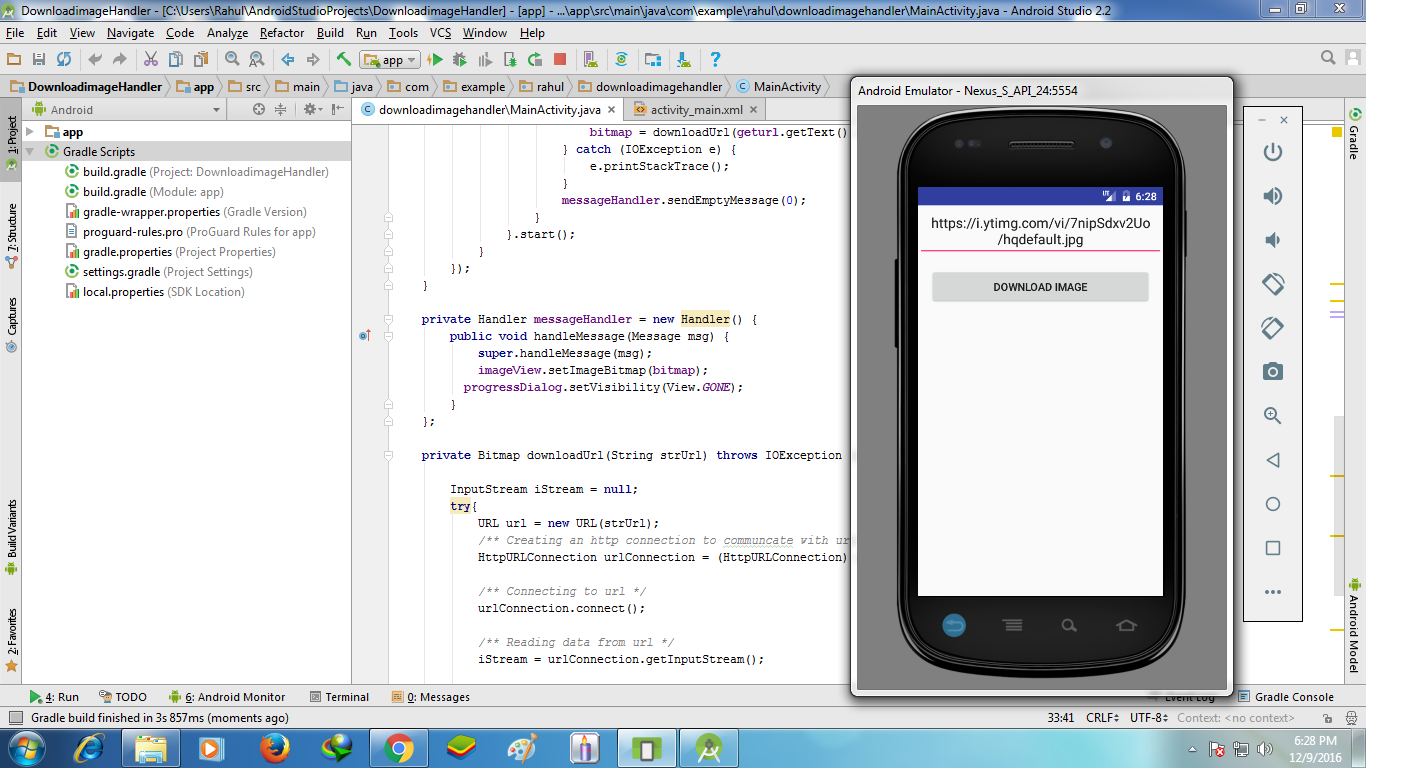 DownloadimageHandler - [C:\Users\Rahul\AndroidStudioProjects\DownloadimageHandler] - [app] - ...\app\src\main\java\com\example\rahul\downloadimagehandler\MainActivity.java - Android Studio 2.2
File Edit View Navigate Code Analyze Refactor Build Run Tools VCS Window Help
app
DownloadimageHandler app src main java com example rahul downloadimagehandler MainActivity
Android
downloadimagehandler\MainActivity.java activity_main.xml
1: Project
7: Structure
Captures
Build Variants
2: Favorites
app
Gradle Scripts
build.gradle (Project: DownloadimageHandler)
build.gradle (Module: app)
gradle-wrapper.properties (Gradle Version)
proguard-rules.pro (ProGuard Rules for app)
gradle.properties (Project Properties)
settings.gradle (Project Settings)
local.properties (SDK Location)
bitmap = downloadUrl(geturl.getText()
} catch (IOException e) {
e.printStackTrace();
}
messageHandler.sendEmptyMessage(0);
}
}.start();
}
});
}
private Handler messageHandler = new Handler() {
public void handleMessage(Message msg) {
super.handleMessage(msg);
imageView.setImageBitmap(bitmap);
progressDialog.setVisibility(View.GONE);
}
};
private Bitmap downloadUrl(String strUrl) throws IOException
InputStream iStream = null;
try{
URL url = new URL(strUrl);
/** Creating an http connection to communcate with ur
HttpURLConnection urlConnection = (HttpURLConnection)
/** Connecting to url */
urlConnection.connect();
/** Reading data from url */
iStream = urlConnection.getInputStream();
Android Emulator - Nexus_S_API_24:5554
LTE 6:28
https://i.ytimg.com/vi/7nipSdxv2Uo
/hqdefault.jpg
DOWNLOAD IMAGE
Gradle
Android Model
4: Run TODO 6: Android Monitor Terminal 0: Messages Event Log Gradle Console
Gradle build finished in 3s 857ms (moments ago) 33:41 CRLF UTF-8 Context: <no context>
6:28 PM
12/9/2016